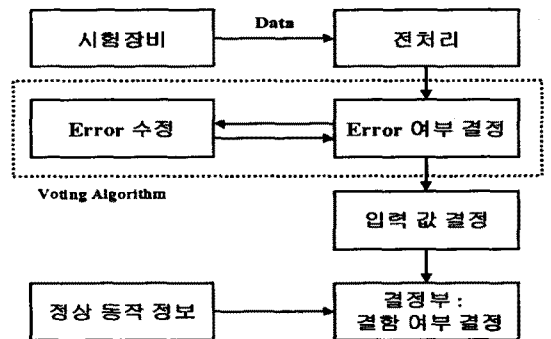 시험장비
Data
전처리
Error 수정
Error 여부 결정
Voting Algorithm
입력 값 결정
정상 동작 정보
결정부 :
결함 여부 결정